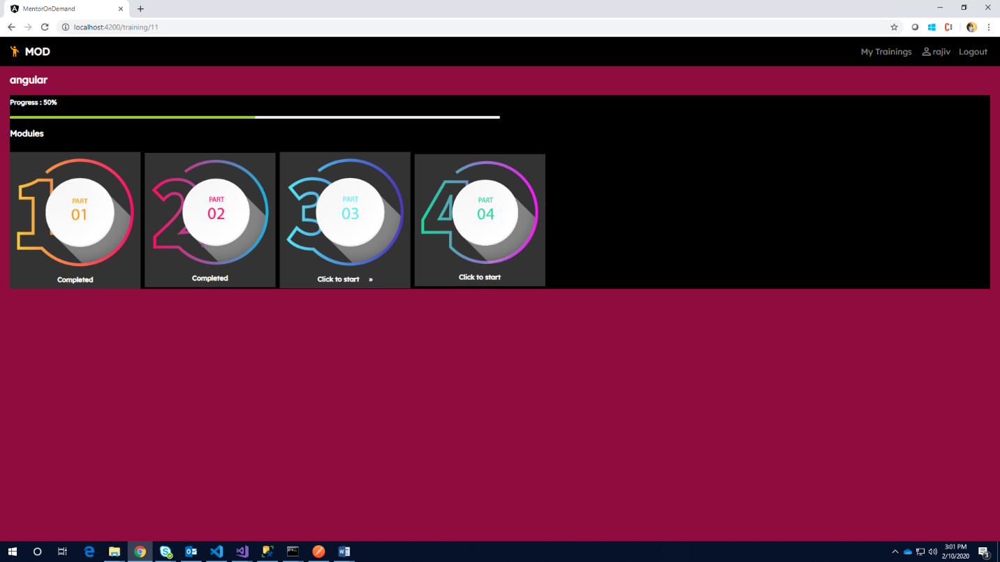 MentorOnDemand
localhost:4200/training/11
MOD
My Trainings rajiv Logout
angular
Progress : 50%
Modules
PART
01
Completed
PART
02
Completed
PART
03
Click to start »
PART
04
Click to start
3:01 PM
2/10/2020
3